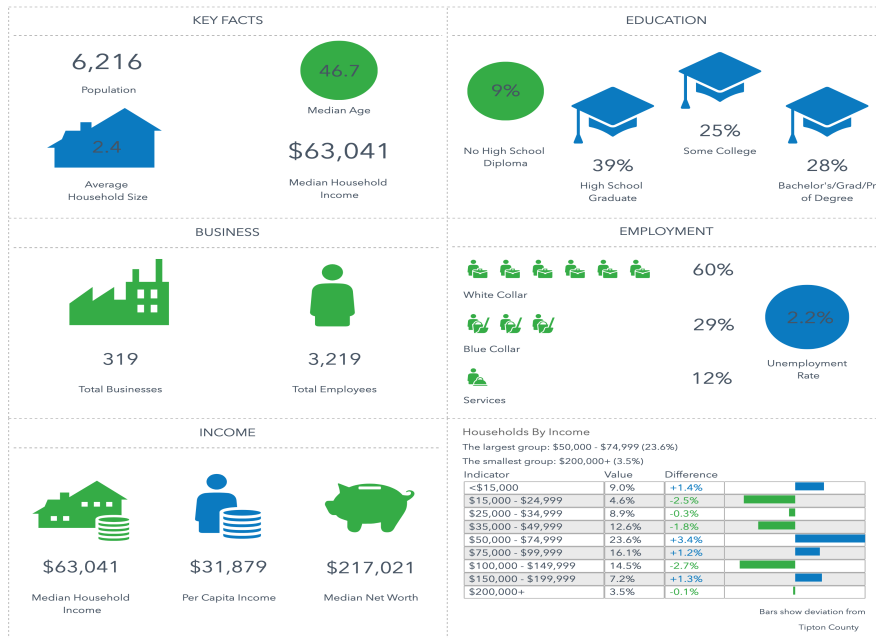 KEY FACTS
6,216
Population
46.7
Median Age
2.4
Average
Household Size
$63,041
Median Household
Income
EDUCATION
9%
No High School
Diploma
39%
High School
Graduate
25%
Some College
28%
Bachelor's/Grad/Pr
of Degree
BUSINESS
319
Total Businesses
3,219
Total Employees
EMPLOYMENT
60%
White Collar
29%
Blue Collar
12%
Services
2.2%
Unemployment
Rate
INCOME
$63,041
Median Household
Income
$31,879
Per Capita Income
$217,021
Median Net Worth
Households By Income
The largest group: $50,000 - $74,999 (23.6%)
The smallest group: $200,000+ (3.5%)
Indicator Value Difference
<$15,000 9.0% +1.4%
$15,000 - $24,999 4.6% -2.5%
$25,000 - $34,999 8.9% -0.3%
$35,000 - $49,999 12.6% -1.8%
$50,000 - $74,999 23.6% +3.4%
$75,000 - $99,999 16.1% +1.2%
$100,000 - $149,999 14.5% -2.7%
$150,000 - $199,999 7.2% +1.3%
$200,000+ 3.5% -0.1%
Bars show deviation from
Tipton County